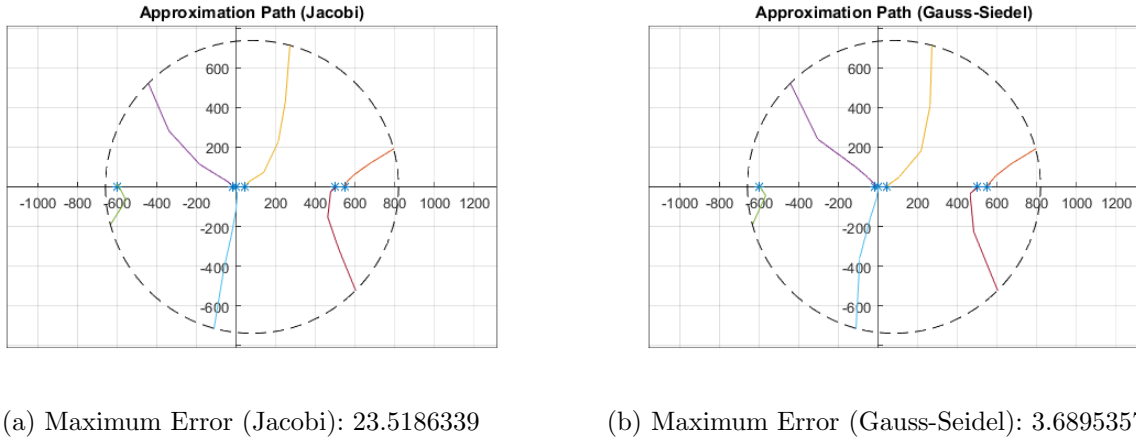 Approximation Path (Jacobi)
600
400
200
-1000 -800 -600 -400 -200 0 200 400 600 800 1000 1200
-200
-400
-600
(a) Maximum Error (Jacobi): 23.5186339
Approximation Path (Gauss-Siedel)
600
400
200
-1000 -800 -600 -400 -200 0 200 400 600 800 1000 1200
-200
-400
-600
(b) Maximum Error (Gauss-Seidel): 3.689535